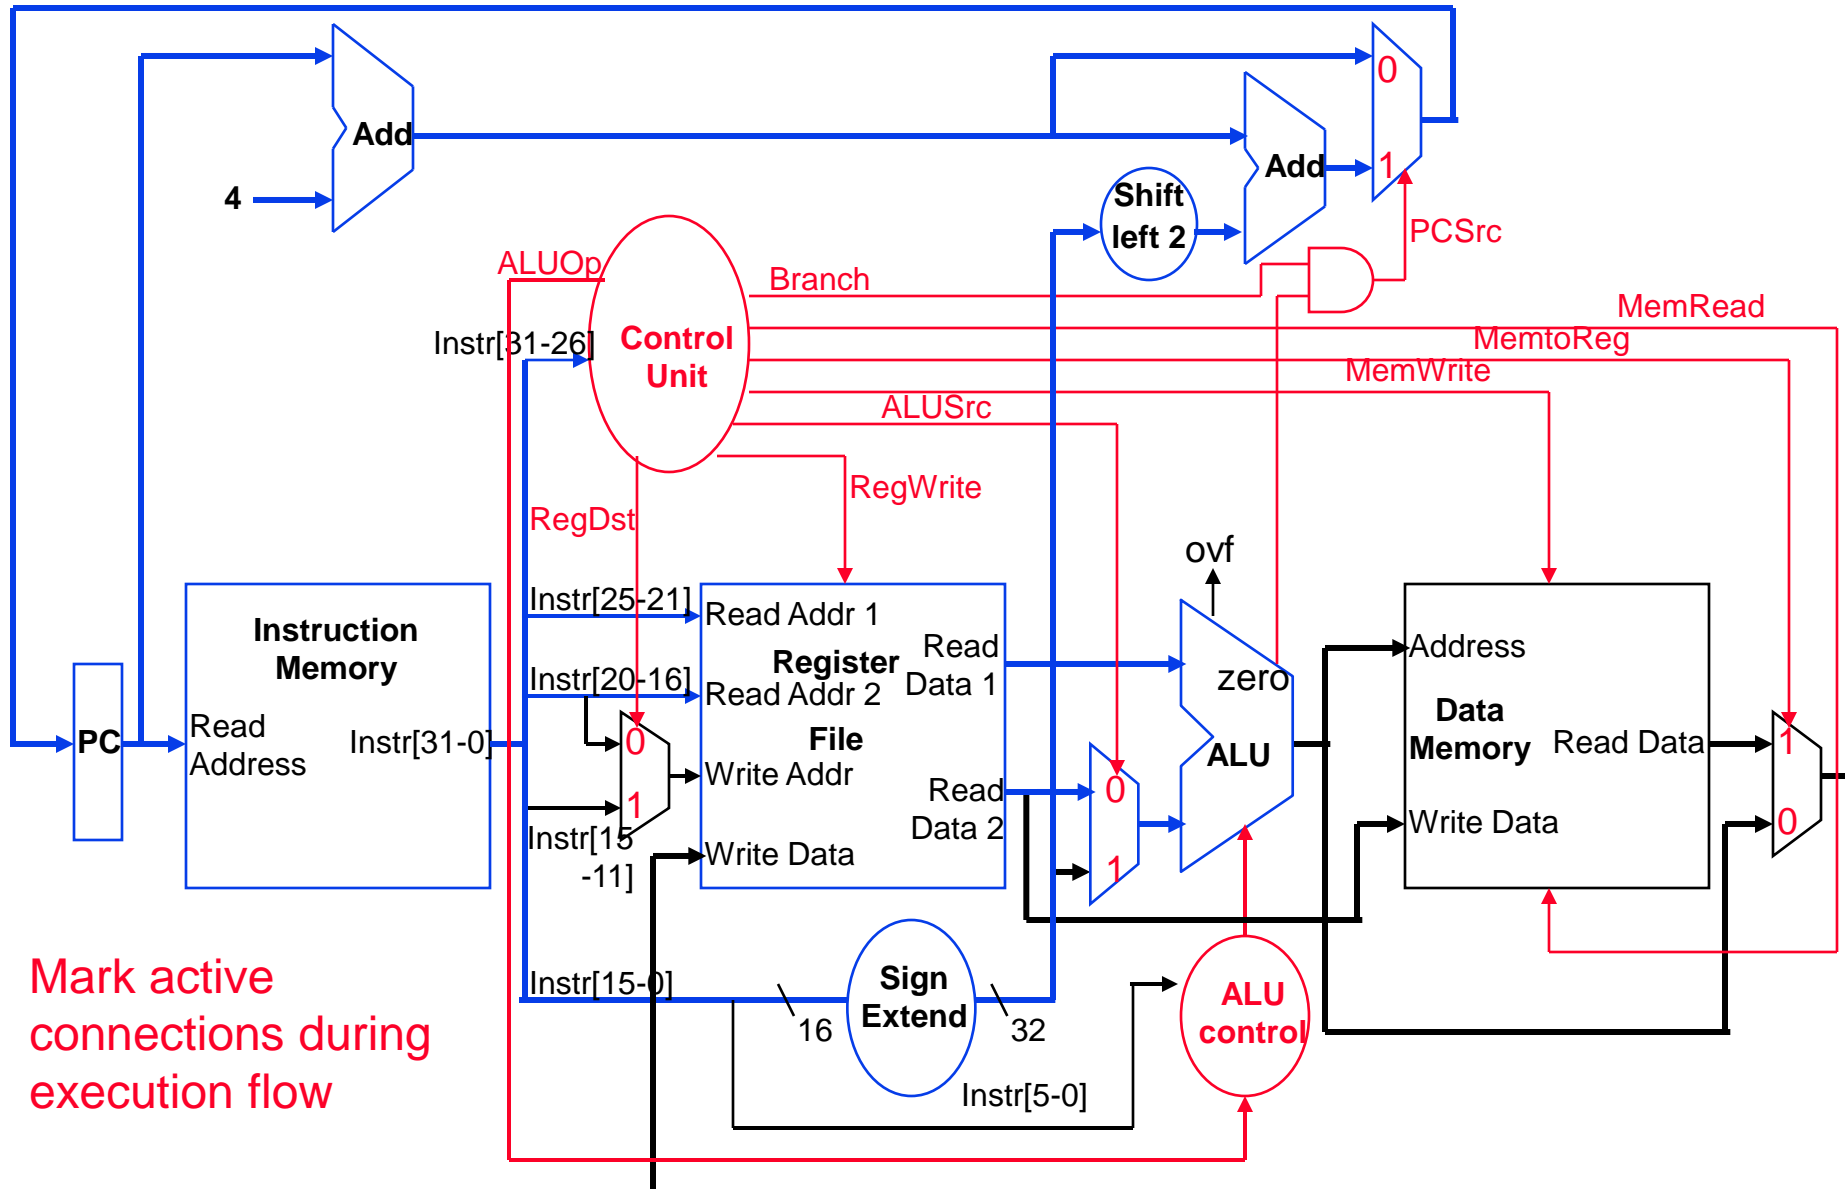 0
Add
Add
1
4
Shift
left 2
PCSrc
ALUOp
Branch
MemRead
Instr[31-26]
Control
Unit
MemtoReg
MemWrite
ALUSrc
RegWrite
RegDst
ovf
Instruction
Memory
Instr[25-21]
Read Addr 1
Register
File
Read
Data 1
Instr[20-16]
Read Addr 2
zero
ALU
Address
Data
Memory
Read Data
PC
Read
Address
Instr[31-0]
0
1
Write Addr
Read
Data 2
0
1
Write Data
1
0
Instr[15
-11]
Write Data
Mark active
connections during
execution flow
Instr[15-0]
16
Sign
Extend
32
ALU
control
Instr[5-0]